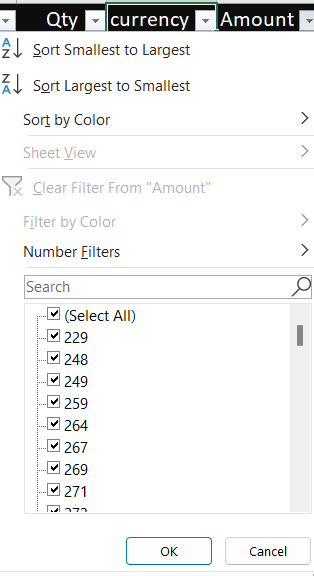 Qty currency Amount
Sort Smallest to Largest
Sort Largest to Smallest
Sort by Color
Sheet View
Clear Filter From "Amount"
Filter by Color
Number Filters
Search
(Select All)
229
248
249
259
264
267
269
271
OK Cancel